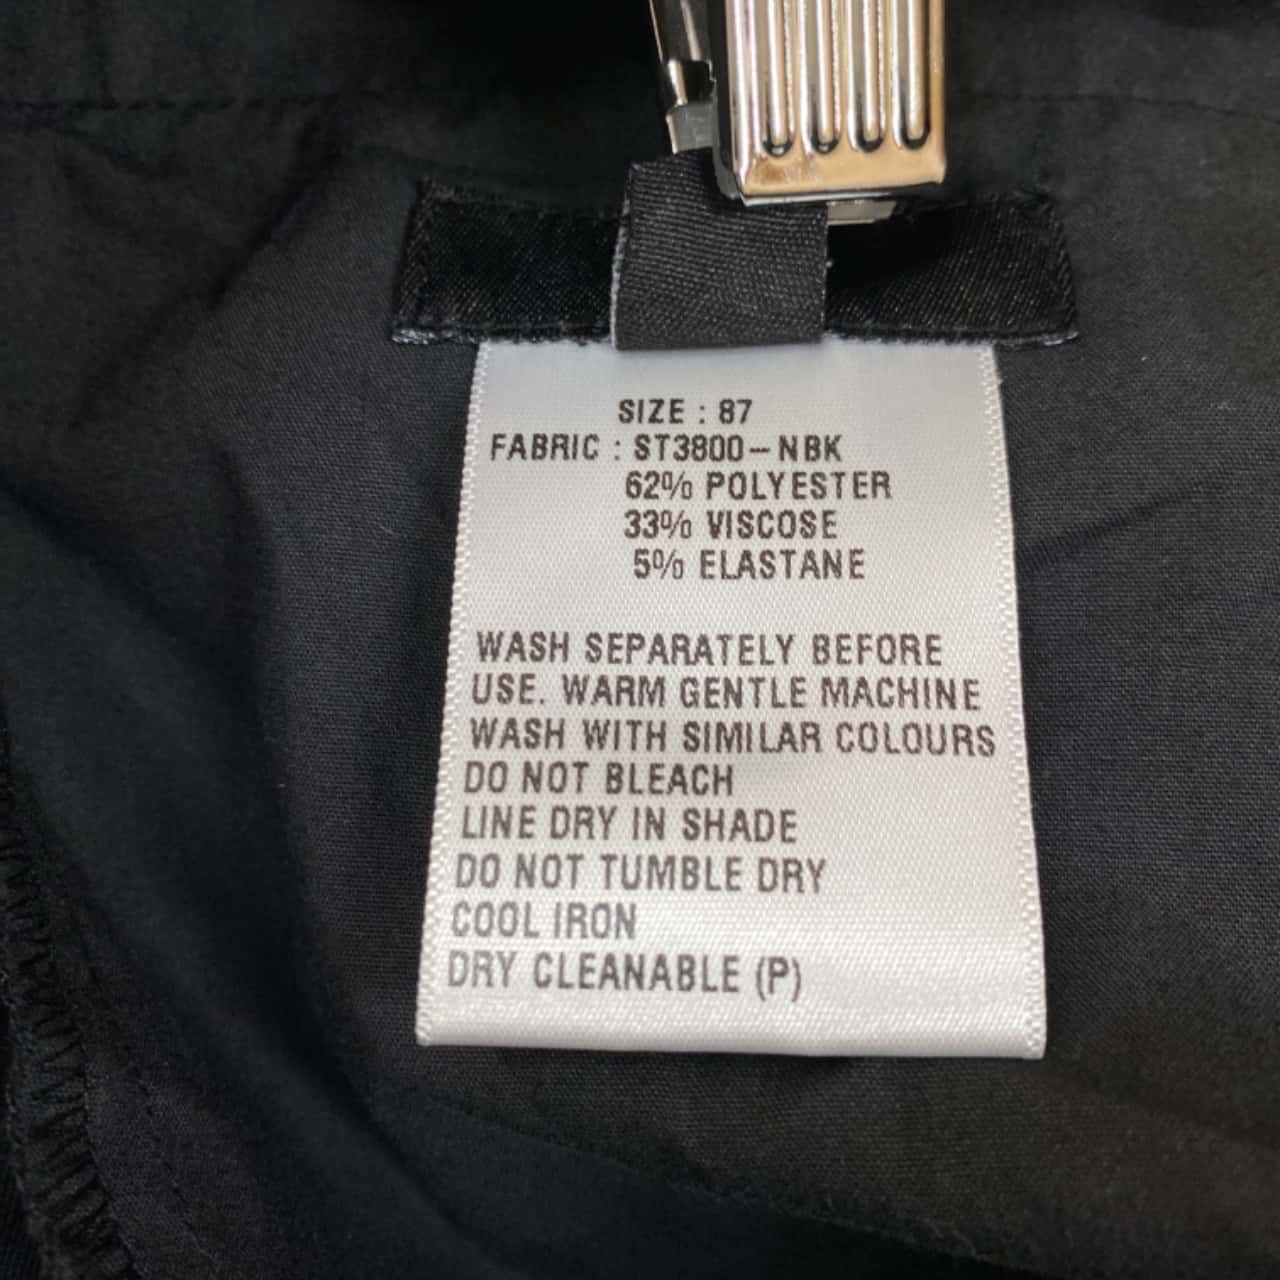 SIZE : 87
FABRIC : ST3800-NBK
62% POLYESTER
33% VISCOSE
5% ELASTANE
WASH SEPARATELY BEFORE
USE. WARM GENTLE MACHINE
WASH WITH SIMILAR COLOURS
DO NOT BLEACH
LINE DRY IN SHADE
DO NOT TUMBLE DRY
COOL IRON
DRY CLEANABLE (P)